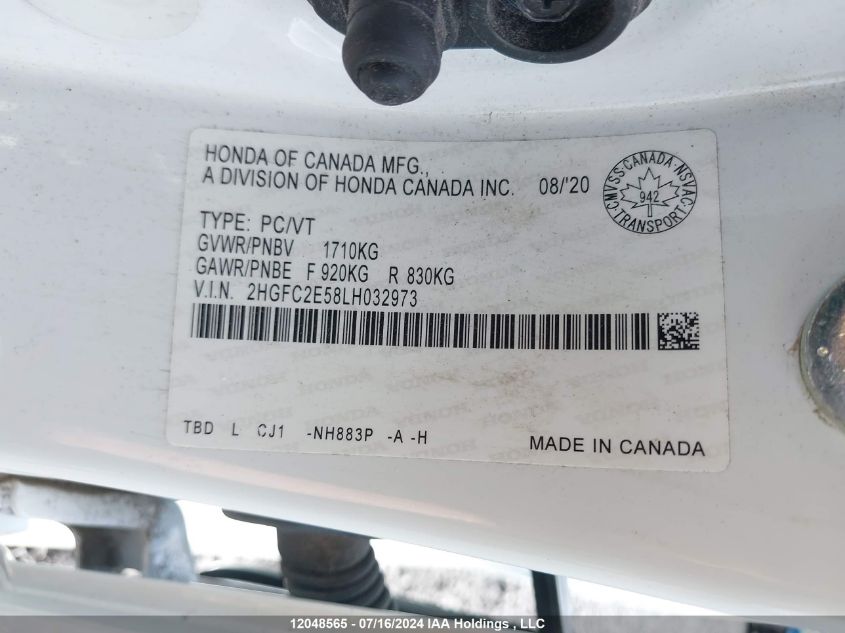 HONDA OF CANADA MFG.,
A DIVISION OF HONDA CANADA INC. 08/'20
CMVSS·CANADA·NSVAC
942
TRANSPORT
TYPE: PC/VT
GVWR/PNBV 1710KG
GAWR/PNBE F 920KG R 830KG
V.I.N. 2HGFC2E58LH032973
TBD L CJ1 -NH883P -A -H
MADE IN CANADA
12048565 - 07/16/2024 IAA Holdings , LLC